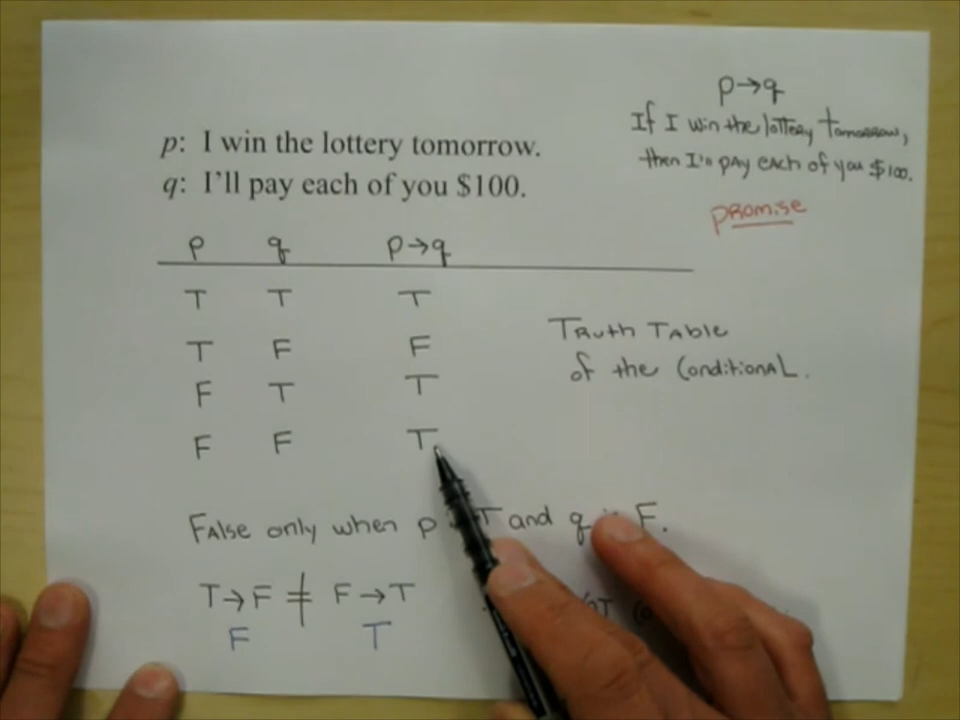 p→q
If I win the lottery tomorrow,
then I'll pay each of you $100.
promise
p: I win the lottery tomorrow.
q: I'll pay each of you $100.
p q p→q
T T T
T F F
F T T
F F T
Truth Table
of the Conditional.
False only when p T and q F.
T→F ≠ F→T
F T